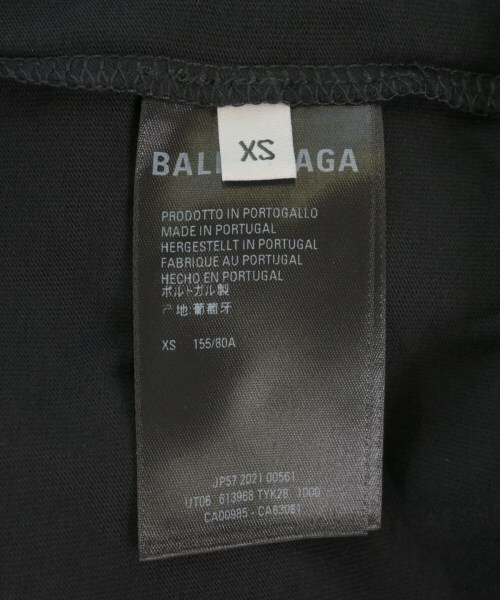 XS
BALENCIAGA
PRODOTTO IN PORTOGALLO
MADE IN PORTUGAL
HERGESTELLT IN PORTUGAL
FABRIQUE AU PORTUGAL
HECHO EN PORTUGAL
ポルトガル製
产地:葡萄牙
XS 155/80A
JP57 2021 00561
UT06 613968 TYK28 1000
CA00985 - CA63081